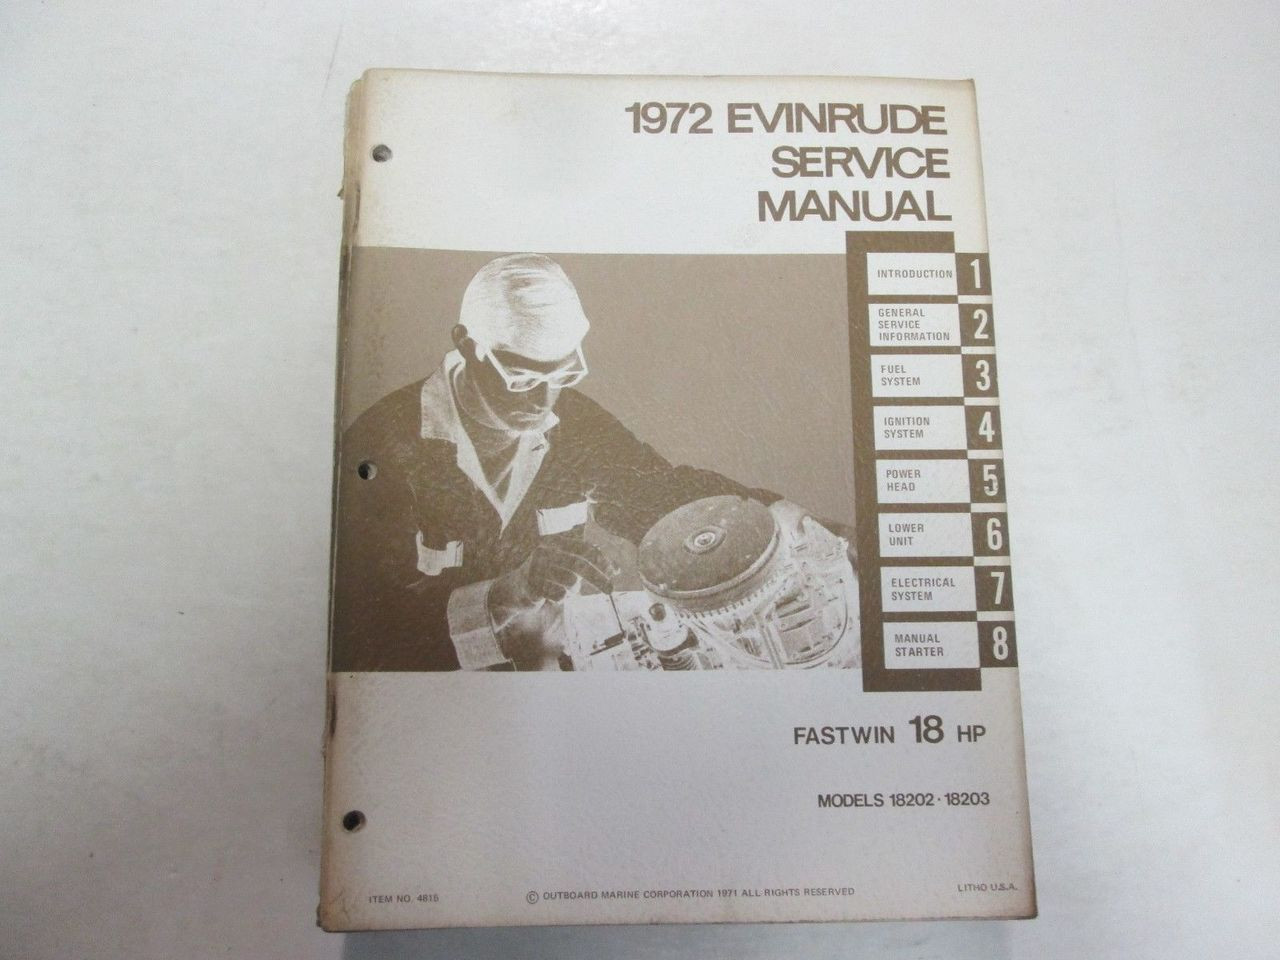 1972 EVINRUDE
SERVICE
MANUAL
INTRODUCTION 1
GENERAL
SERVICE
INFORMATION 2
FUEL
SYSTEM 3
IGNITION
SYSTEM 4
POWER
HEAD 5
LOWER
UNIT 6
ELECTRICAL
SYSTEM 7
MANUAL
STARTER 8
FASTWIN 18 HP
MODELS 18202 · 18203
ITEM NO. 4815
© OUTBOARD MARINE CORPORATION 1971 ALL RIGHTS RESERVED
LITHO U.S.A.